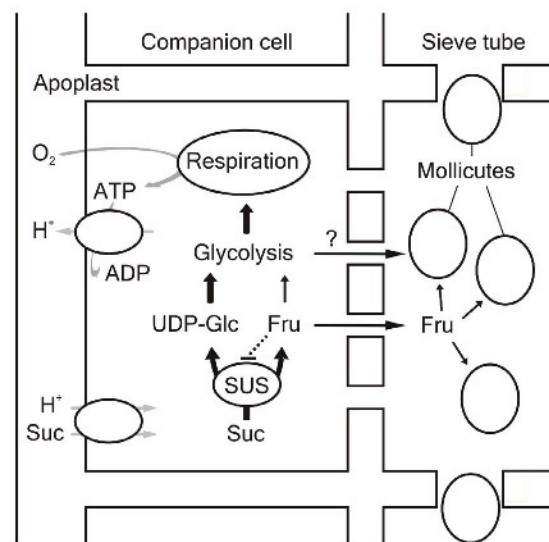 Companion cell
Sieve tube
Apoplast
O₂
Respiration
Mollicutes
ATP
H⁺
Glycolysis
?
ADP
UDP-Glc
Fru
Fru
SUS
H⁺
Suc
Suc